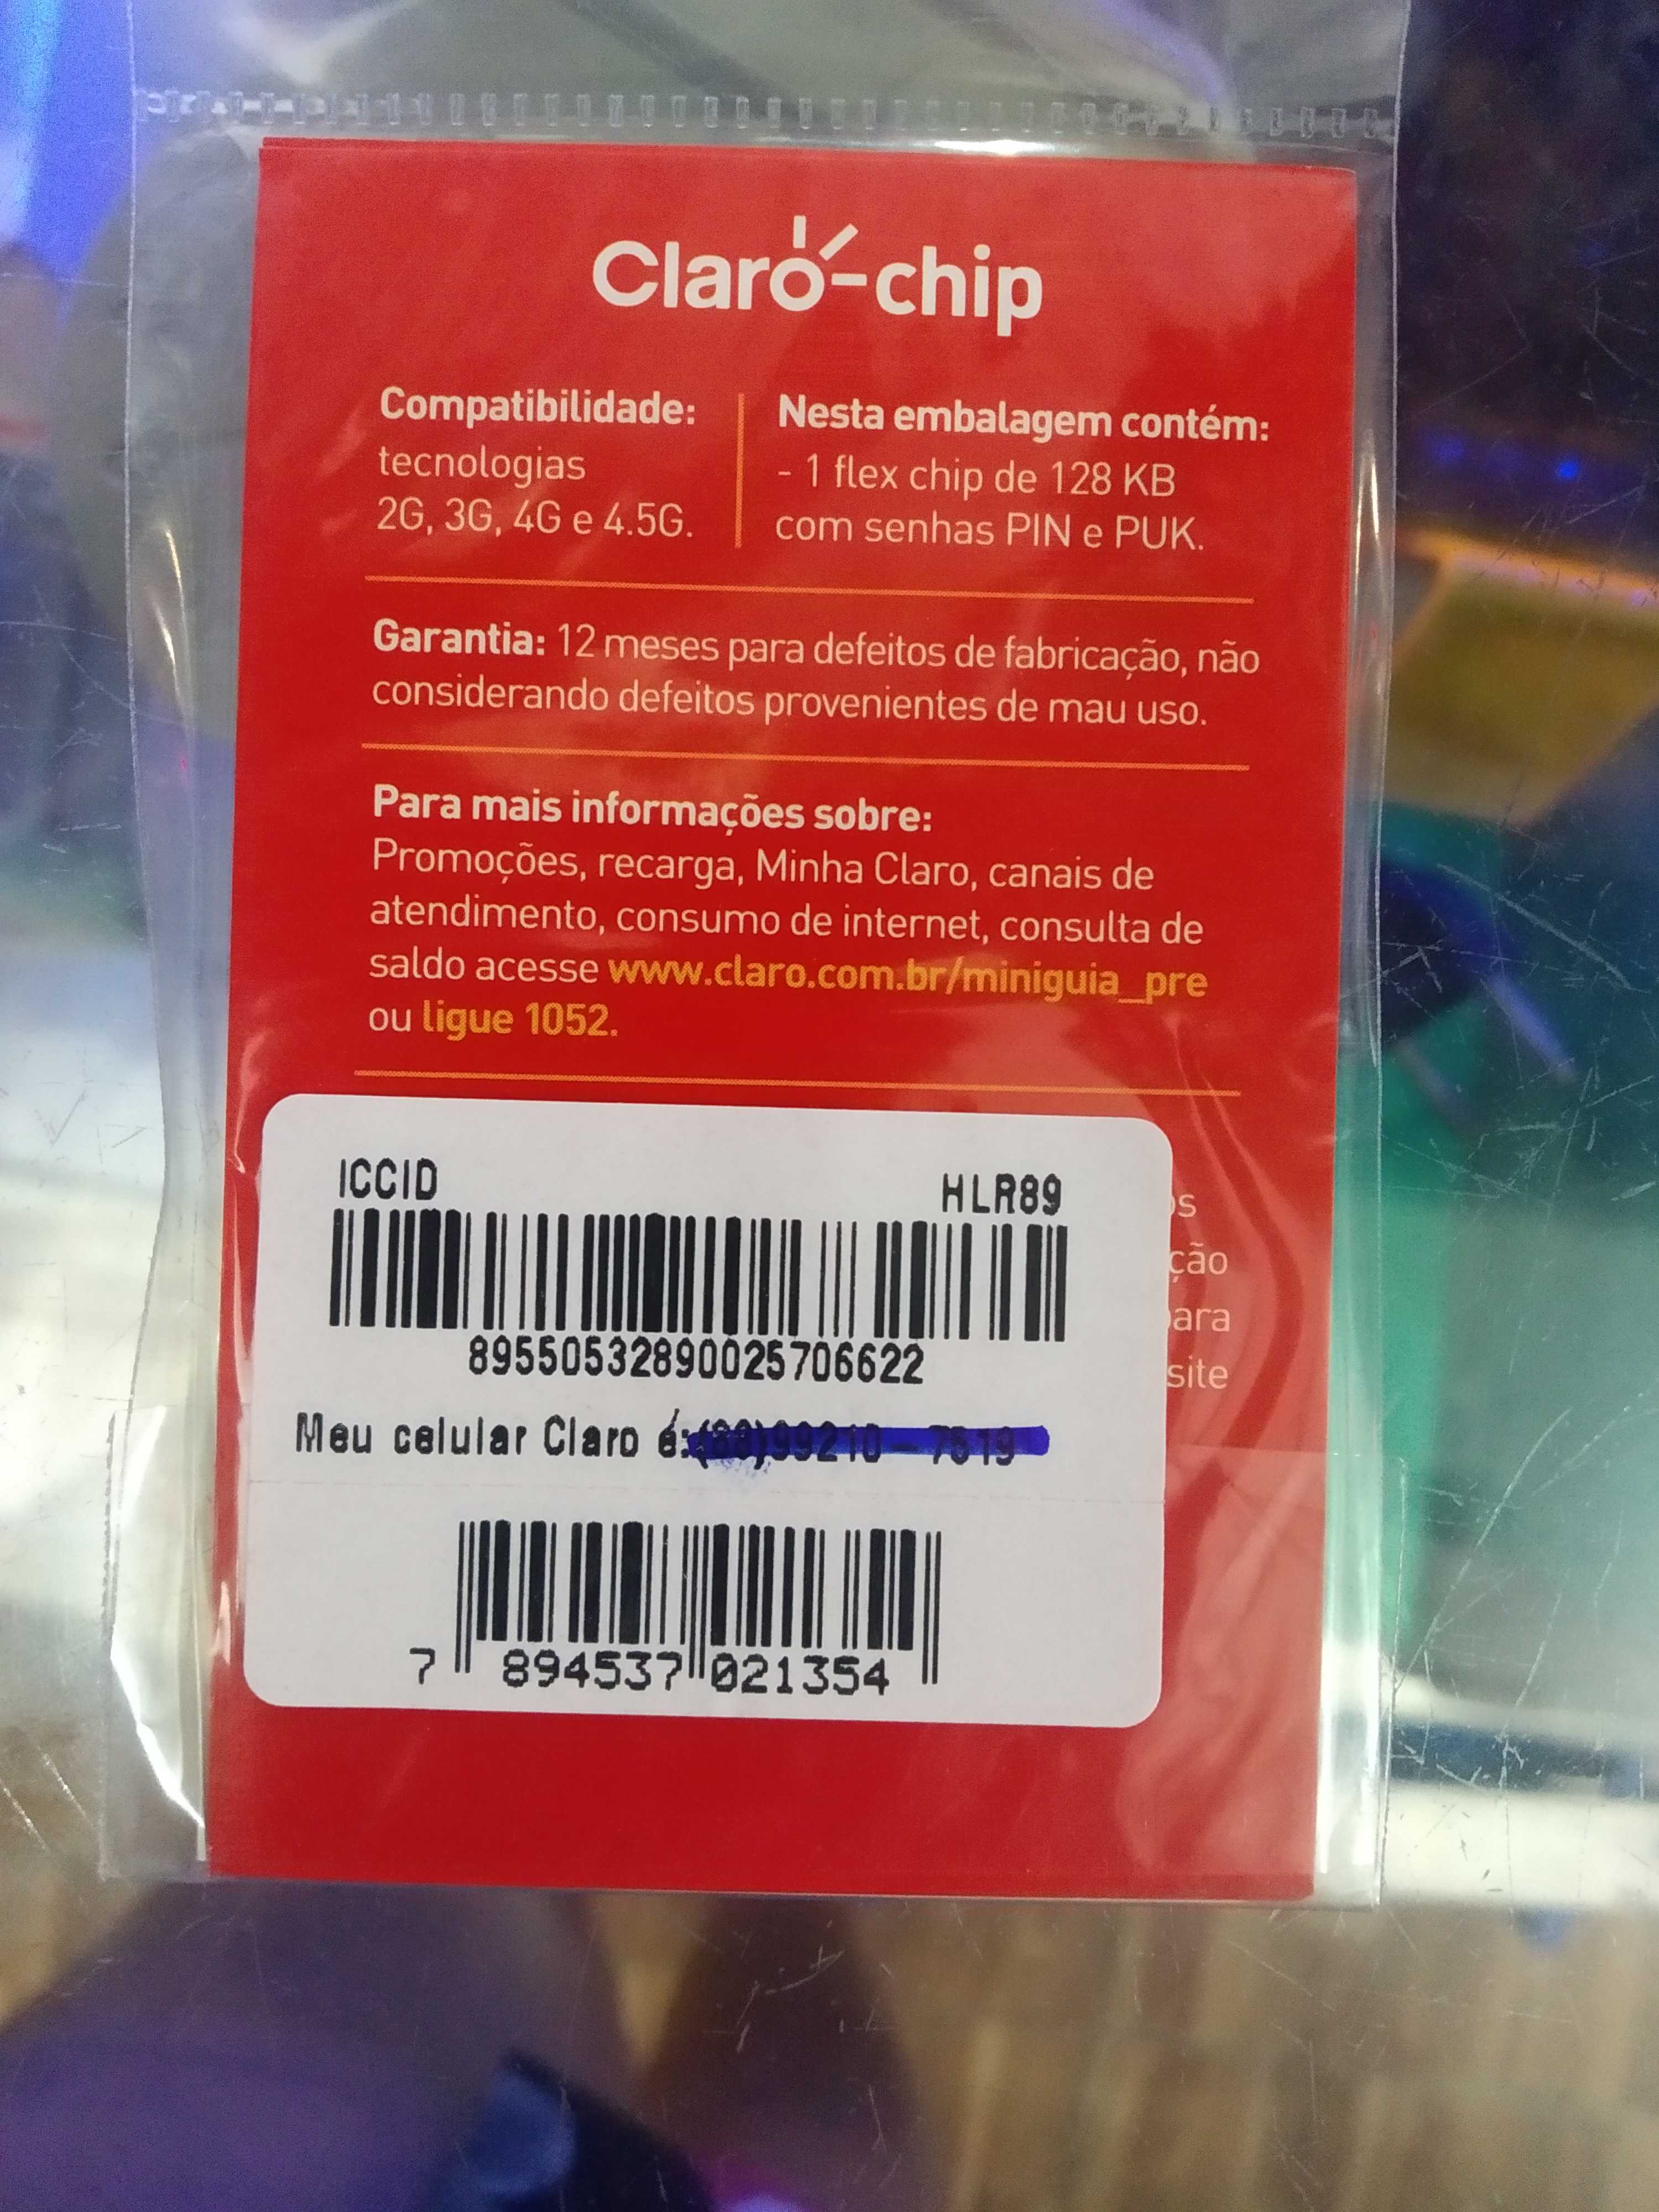 Claro-chip
Compatibilidade:
tecnologias
2G, 3G, 4G e 4.5G.
Nesta embalagem contém:
- 1 flex chip de 128 KB
com senhas PIN e PUK.
Garantia: 12 meses para defeitos de fabricação, não
considerando defeitos provenientes de mau uso.
Para mais informações sobre:
Promoções, recarga, Minha Claro, canais de
atendimento, consumo de internet, consulta de
saldo acesse www.claro.com.br/miniguia_pre
ou ligue 1052.
ICCID
HLR89
89550532890025706622
Meu celular Claro é:
7 894537 021354
site